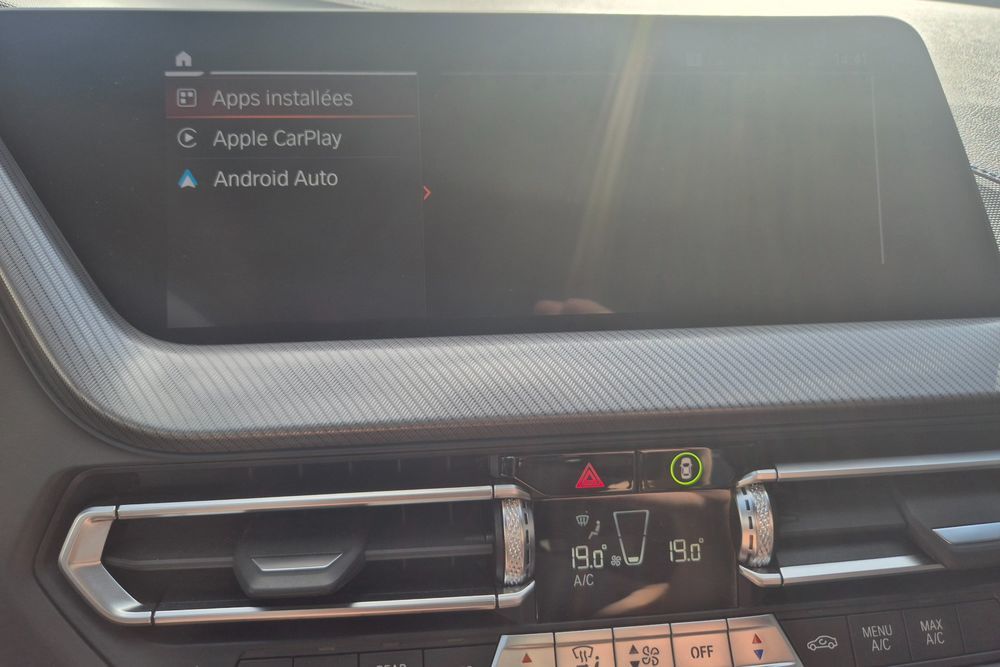 Apps installées
Apple CarPlay
Android Auto
19.0°
19.0°
A/C
OFF
MENU
A/C
MAX
A/C